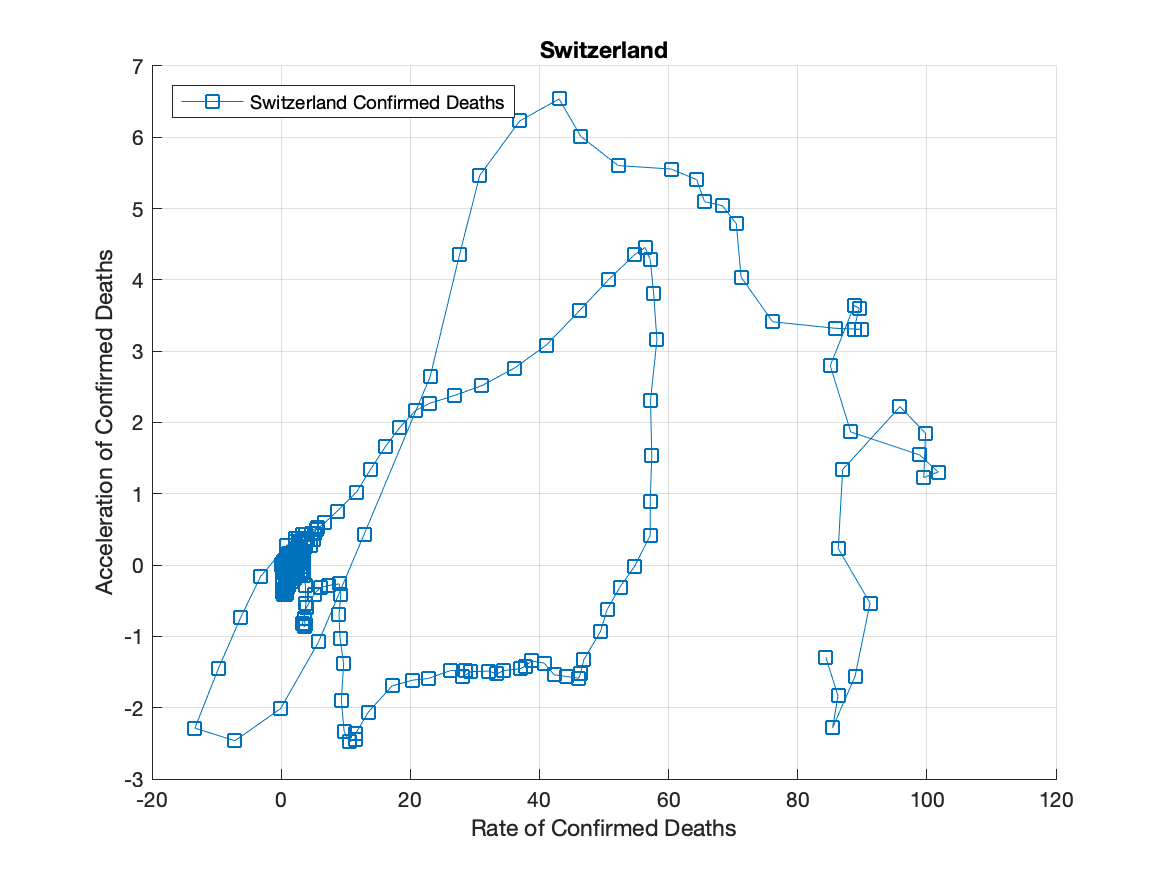 Switzerland
Switzerland Confirmed Deaths
7
6
5
4
3
2
1
0
-1
-2
-3
Acceleration of Confirmed Deaths
-20 0 20 40 60 80 100 120
Rate of Confirmed Deaths